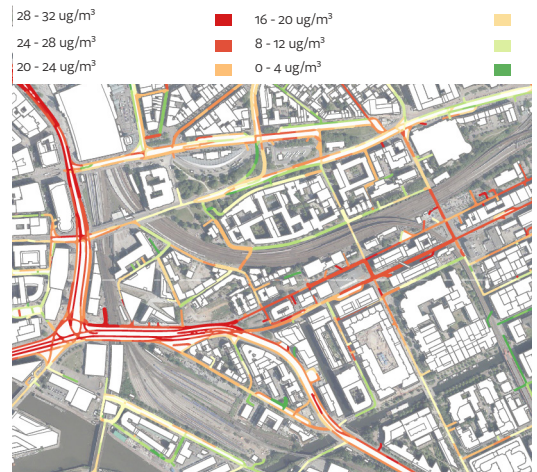 28 - 32 ug/m³
16 - 20 ug/m³
24 - 28 ug/m³
8 - 12 ug/m³
20 - 24 ug/m³
0 - 4 ug/m³